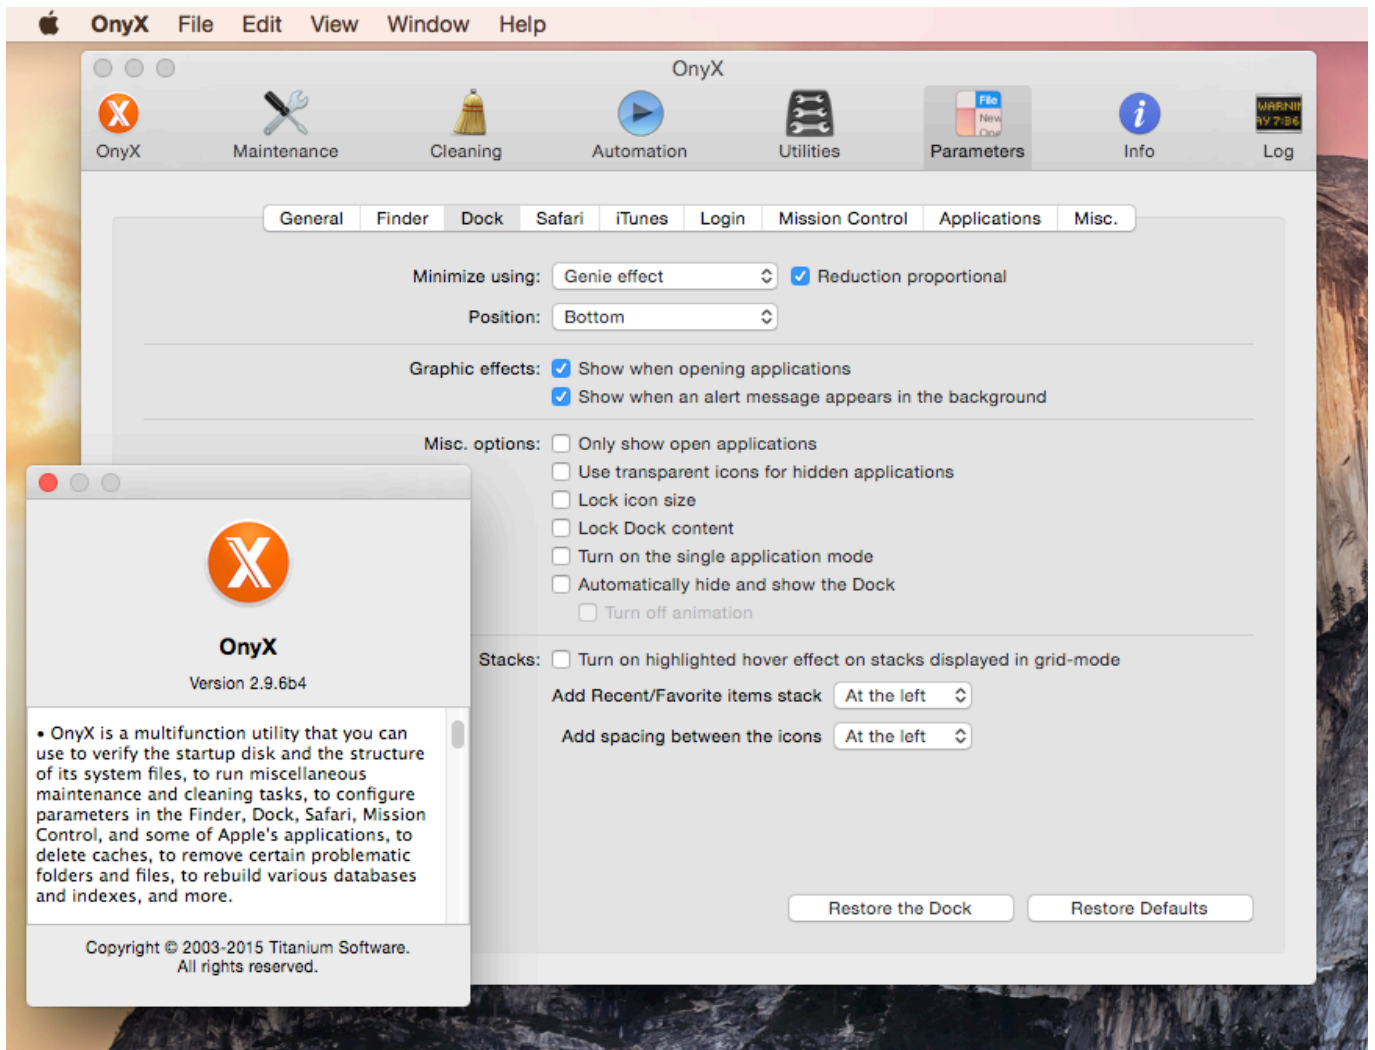 OnyX File Edit View Window Help
OnyX
OnyX Maintenance Cleaning Automation Utilities Parameters Info Log
File
New
WARNIN
AY 7:36
General Finder Dock Safari iTunes Login Mission Control Applications Misc.
Minimize using: Genie effect Reduction proportional
Position: Bottom
Graphic effects: Show when opening applications
Show when an alert message appears in the background
Misc. options: Only show open applications
Use transparent icons for hidden applications
Lock icon size
Lock Dock content
Turn on the single application mode
Automatically hide and show the Dock
Turn off animation
Stacks: Turn on highlighted hover effect on stacks displayed in grid-mode
Add Recent/Favorite items stack At the left
Add spacing between the icons At the left
Restore the Dock Restore Defaults
OnyX
Version 2.9.6b4
• OnyX is a multifunction utility that you can
use to verify the startup disk and the structure
of its system files, to run miscellaneous
maintenance and cleaning tasks, to configure
parameters in the Finder, Dock, Safari, Mission
Control, and some of Apple's applications, to
delete caches, to remove certain problematic
folders and files, to rebuild various databases
and indexes, and more.
Copyright © 2003-2015 Titanium Software.
All rights reserved.